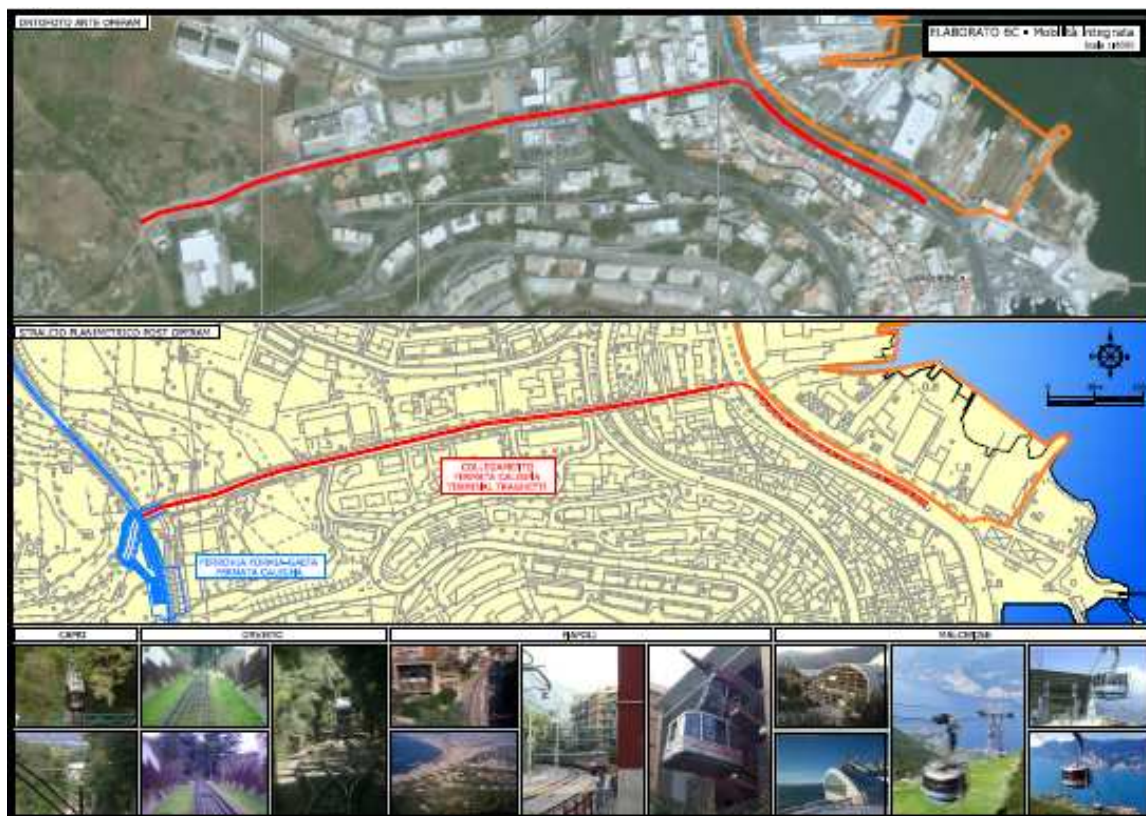 ORTOFOTO ANTE OPERAM
ELABORATO 6C • Mobilità Integrata
STRALCIO PLANIMETRICO POST OPERAM
COLLEGAMENTO
FERMATA CALEGNA
TERMINAL TRAGHETTI
FERROVIA FORMIA-GAETA
FERMATA CALEGNA
CAPRI
ORVIETO
NAPOLI
MALCESINE